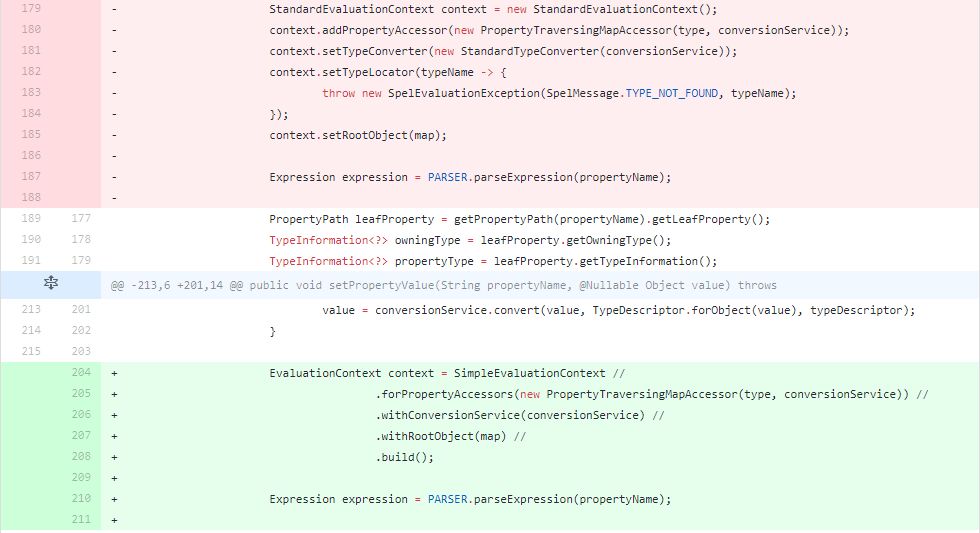 179 - StandardEvaluationContext context = new StandardEvaluationContext();
180 - context.addPropertyAccessor(new PropertyTraversingMapAccessor(type, conversionService));
181 - context.setTypeConverter(new StandardTypeConverter(conversionService));
182 - context.setTypeLocator(typeName -> {
183 - throw new SpelEvaluationException(SpelMessage.TYPE_NOT_FOUND, typeName);
184 - });
185 - context.setRootObject(map);
186 -
187 - Expression expression = PARSER.parseExpression(propertyName);
188 -
189 177 PropertyPath leafProperty = getPropertyPath(propertyName).getLeafProperty();
190 178 TypeInformation<?> owningType = leafProperty.getOwningType();
191 179 TypeInformation<?> propertyType = leafProperty.getTypeInformation();
@@ -213,6 +201,14 @@ public void setPropertyValue(String propertyName, @Nullable Object value) throws
213 201 value = conversionService.convert(value, TypeDescriptor.forObject(value), typeDescriptor);
214 202 }
215 203
204 + EvaluationContext context = SimpleEvaluationContext //
205 + .forPropertyAccessors(new PropertyTraversingMapAccessor(type, conversionService)) //
206 + .withConversionService(conversionService) //
207 + .withRootObject(map) //
208 + .build();
209 +
210 + Expression expression = PARSER.parseExpression(propertyName);
211 +